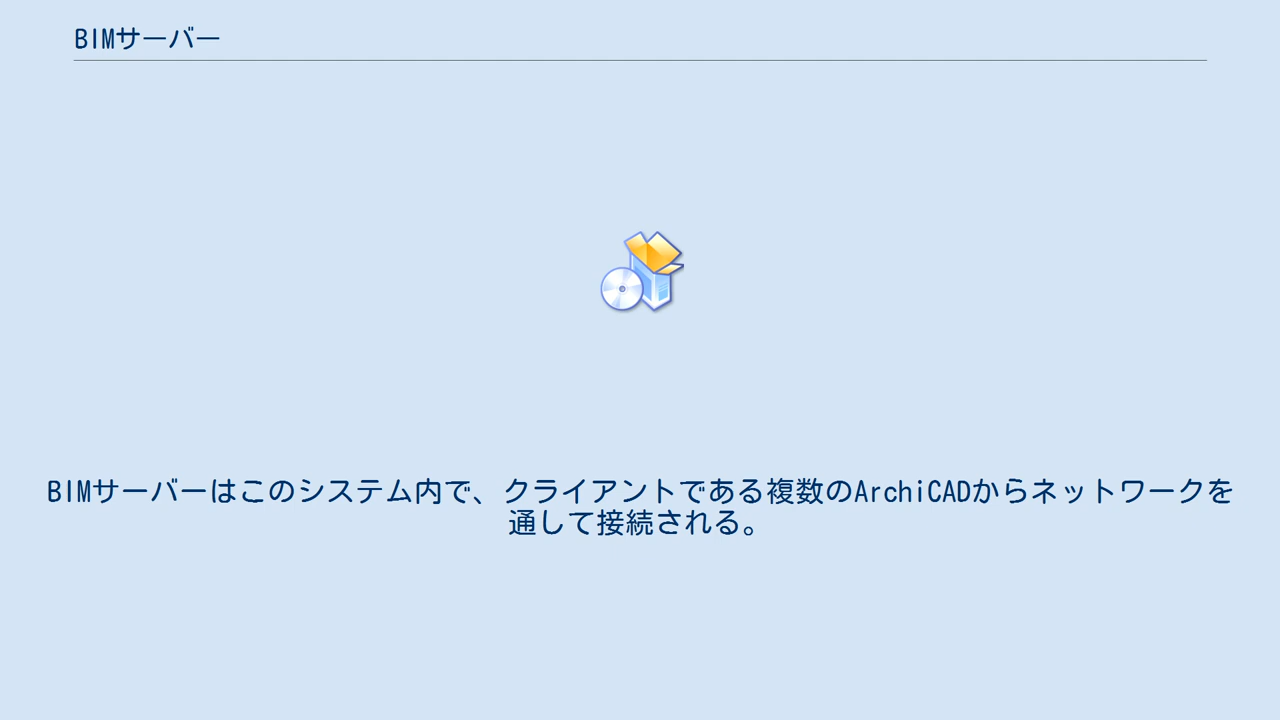 BIMサーバー
BIMサーバーはこのシステム内で、クライアントである複数のArchiCADからネットワークを
通して接続される。